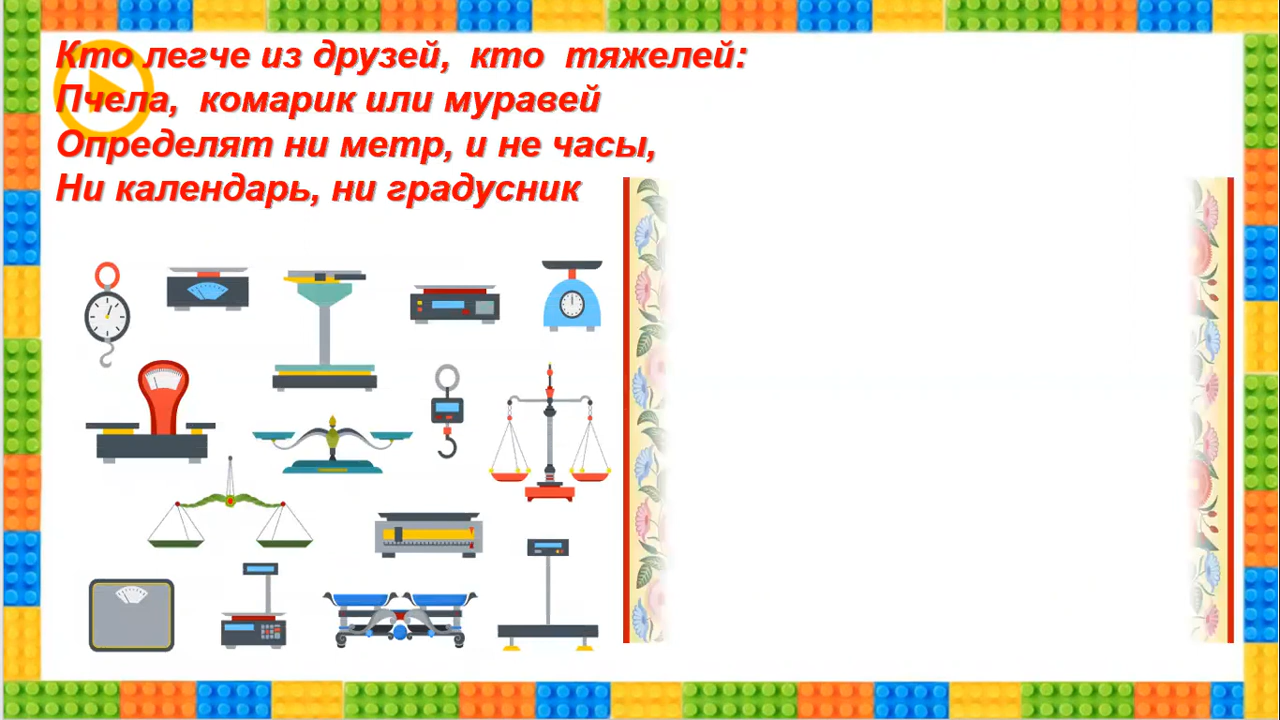 Кто легче из друзей, кто тяжелей:
Пчела, комарик или муравей
Определят ни метр, и не часы,
Ни календарь, ни градусник